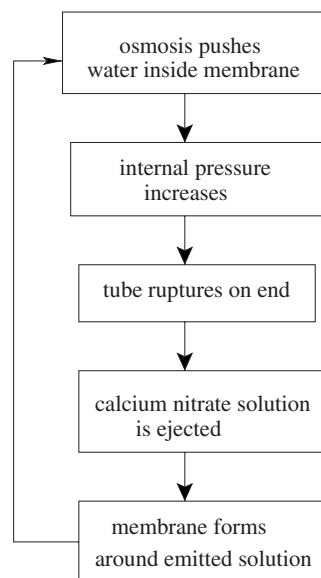 osmosis pushes
water inside membrane
internal pressure
increases
tube ruptures on end
calcium nitrate solution
is ejected
membrane forms
around emitted solution